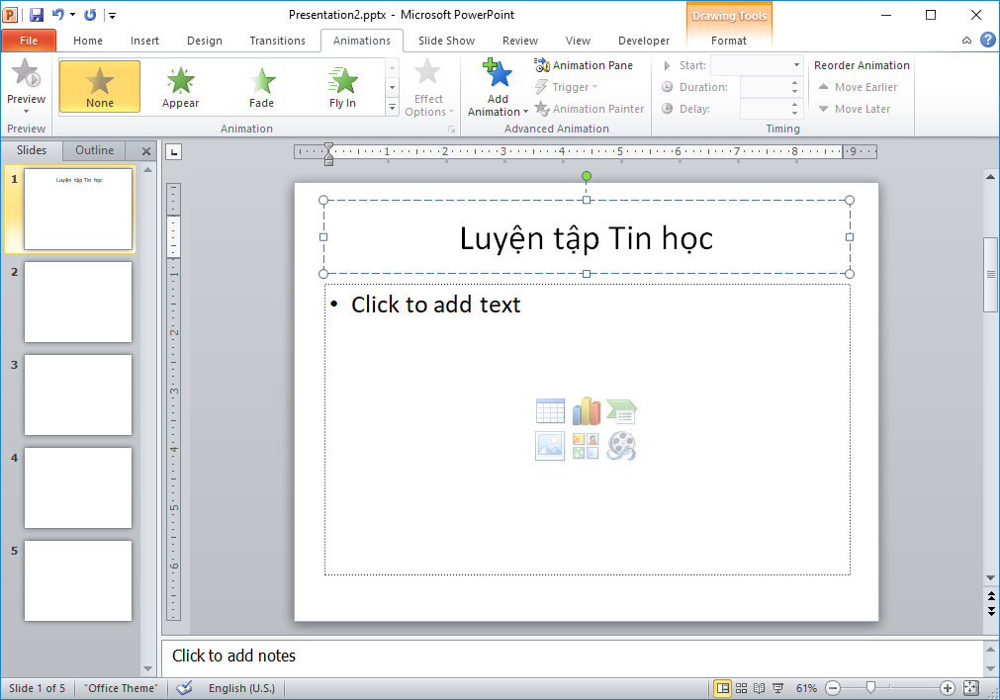 Presentation2.pptx - Microsoft PowerPoint
Drawing Tools
File Home Insert Design Transitions Animations Slide Show Review View Developer Format
Preview
None Appear Fade Fly In
Effect Options
Add Animation
Animation Pane
Trigger
Animation Painter
Start:
Duration:
Delay:
Reorder Animation
Move Earlier
Move Later
Preview Animation Advanced Animation Timing
Slides Outline
1 2 3 4 5 6 7 8 9
1
Luyện tập Tin học
2
3
4
5
1
2
3
4
5
6
Luyện tập Tin học
• Click to add text
Click to add notes
Slide 1 of 5 "Office Theme" English (U.S.) 61%